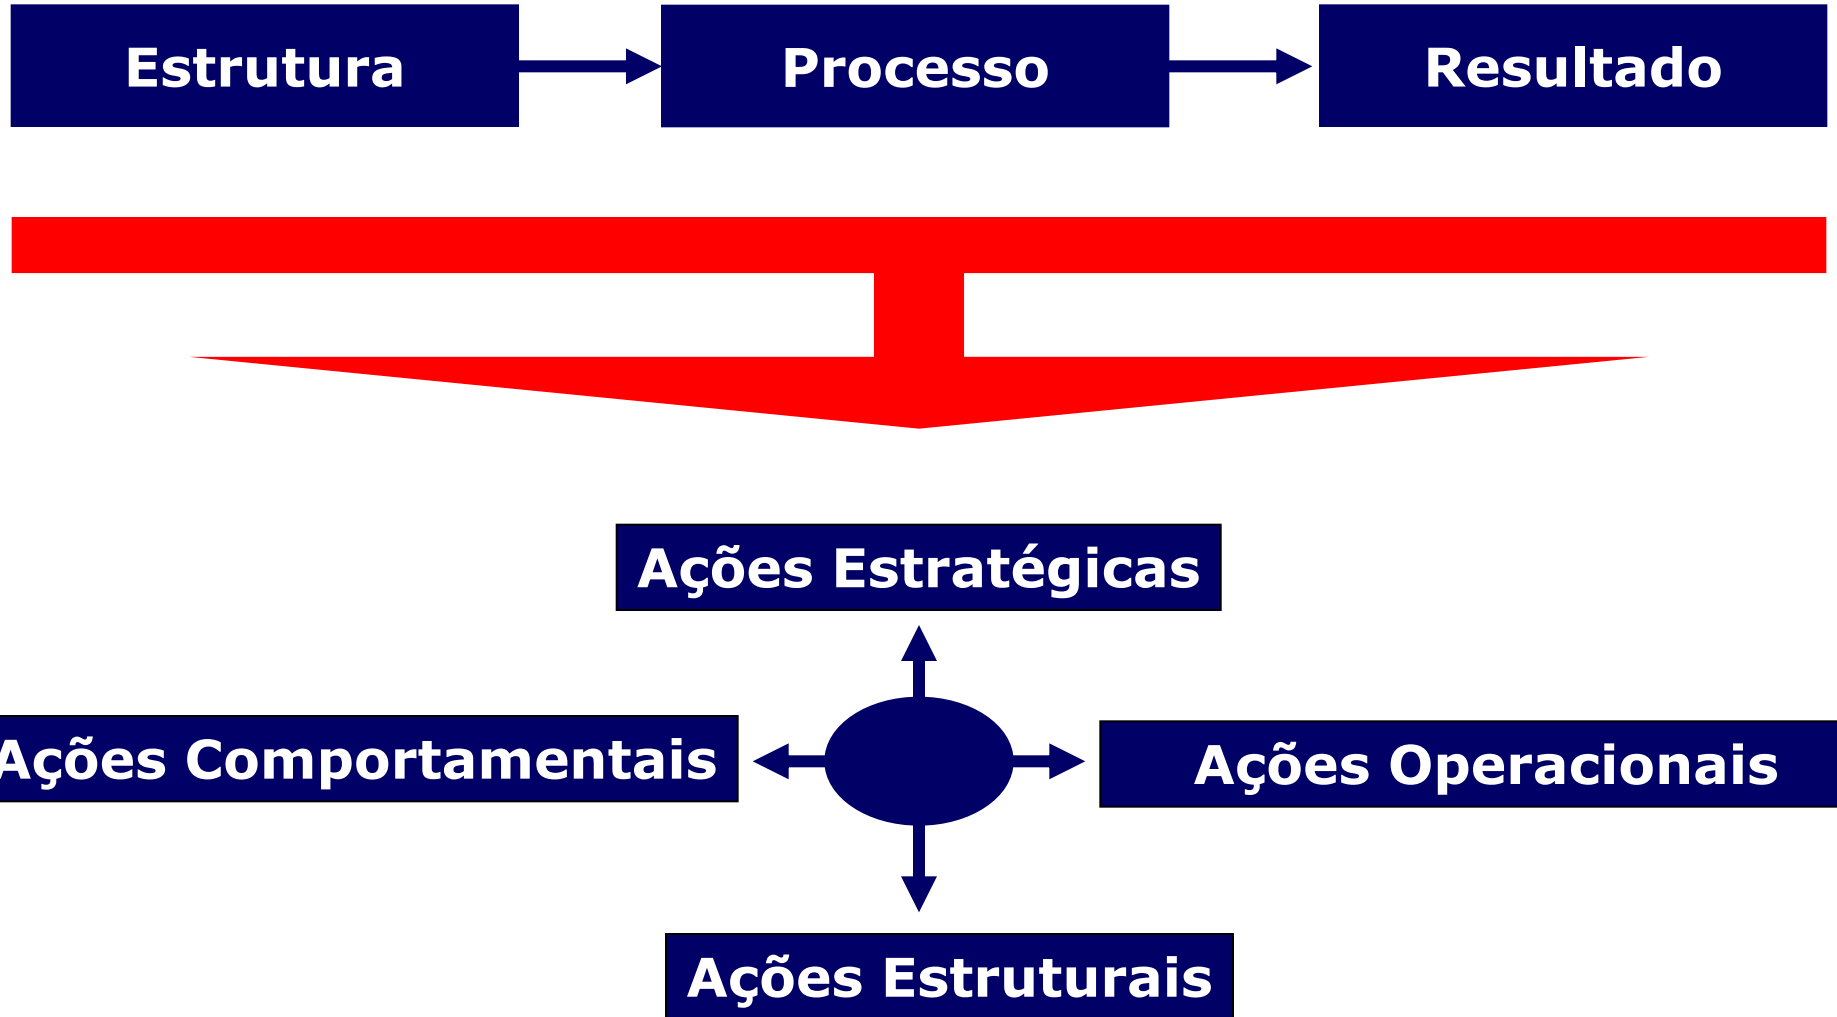 Estrutura
Processo
Resultado
Ações Estratégicas
Ações Comportamentais
Ações Operacionais
Ações Estruturais